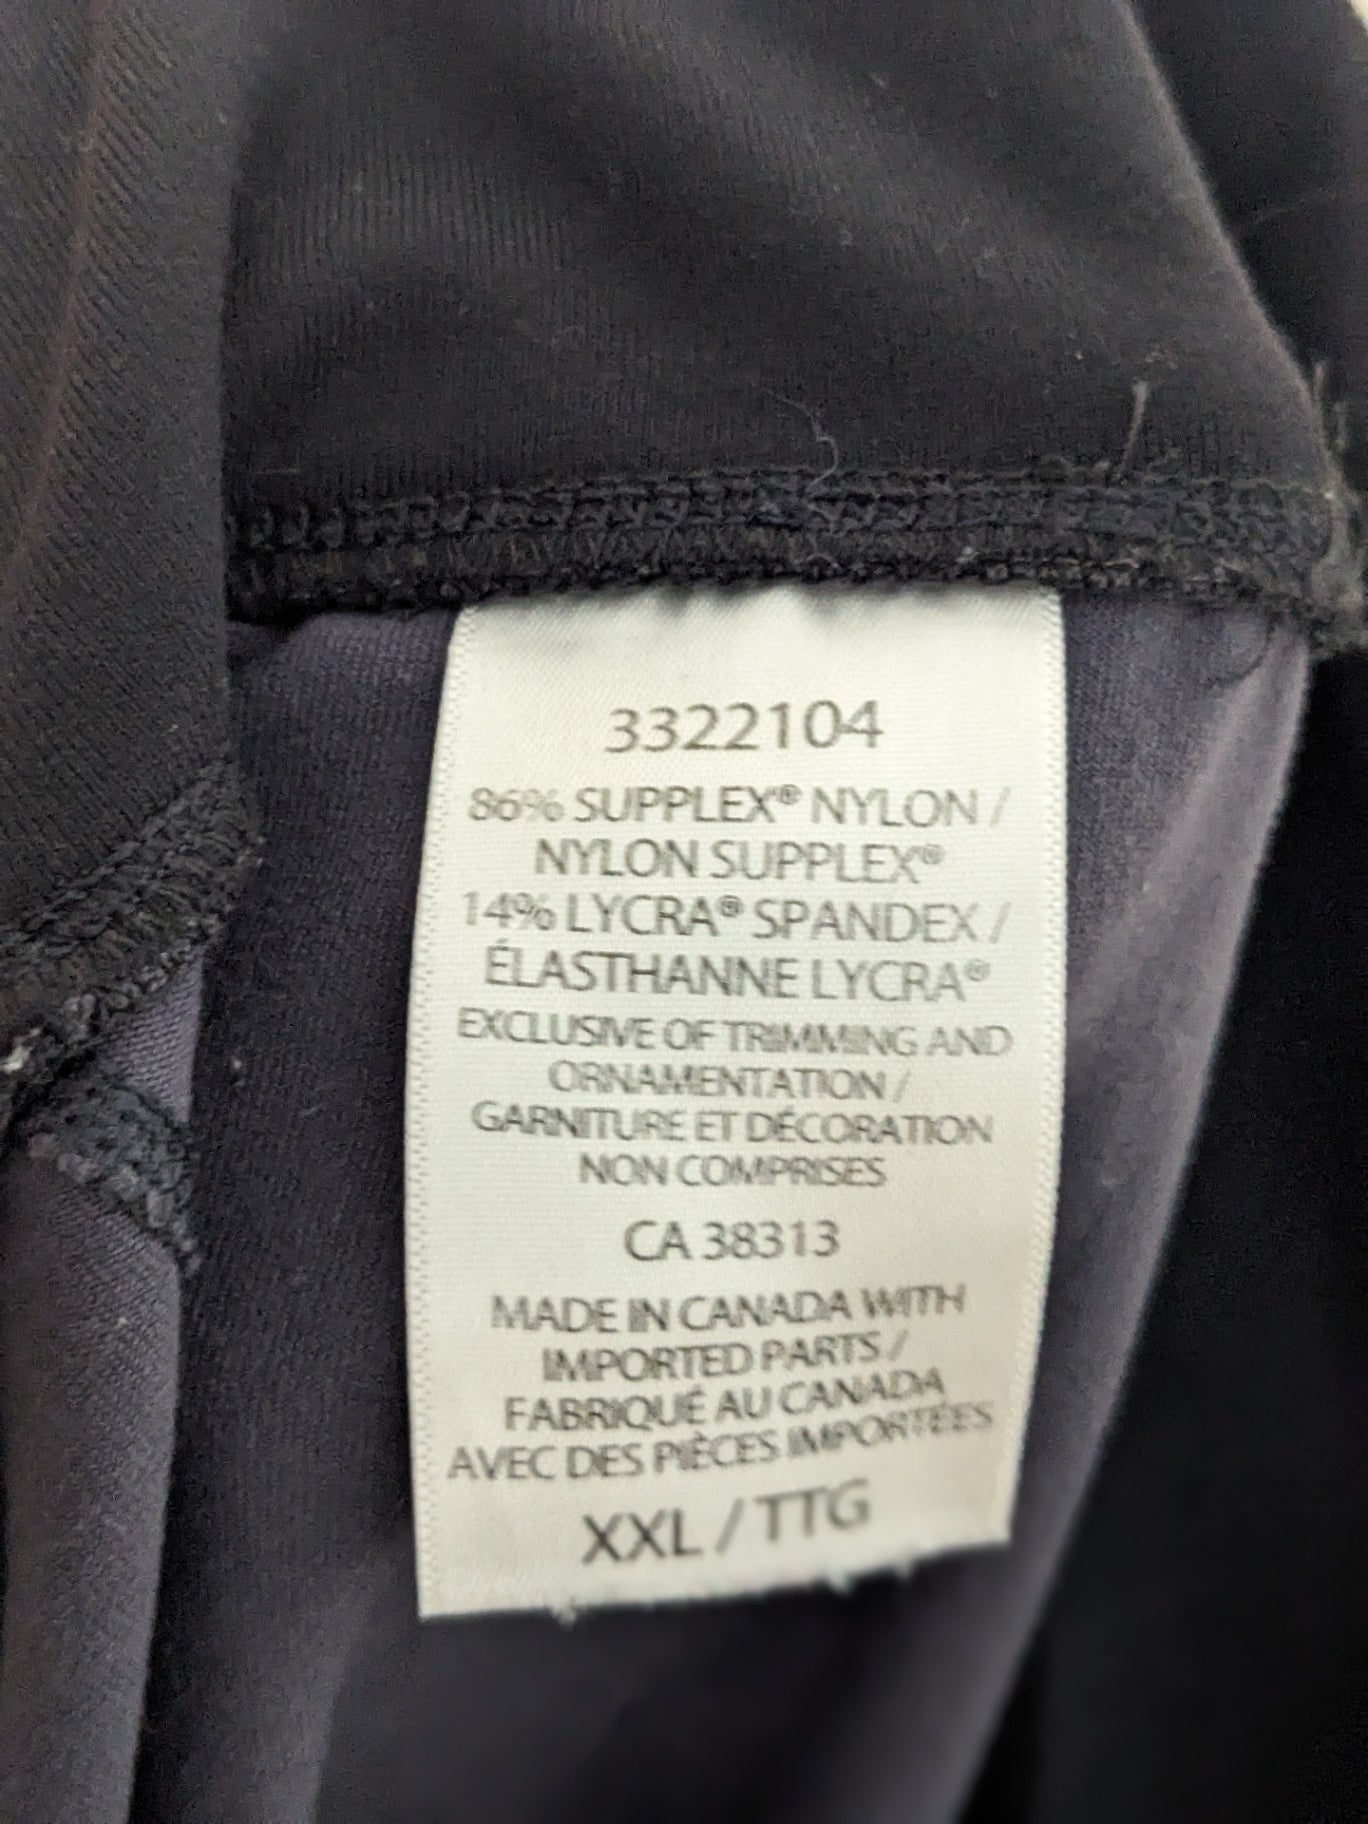 3322104
86% SUPPLEX® NYLON /
NYLON SUPPLEX®
14% LYCRA® SPANDEX /
ÉLASTHANNE LYCRA®
EXCLUSIVE OF TRIMMING AND
ORNAMENTATION /
GARNITURE ET DÉCORATION
NON COMPRISES
CA 38313
MADE IN CANADA WITH
IMPORTED PARTS /
FABRIQUÉ AU CANADA
AVEC DES PIÈCES IMPORTÉES
XXL / TTG